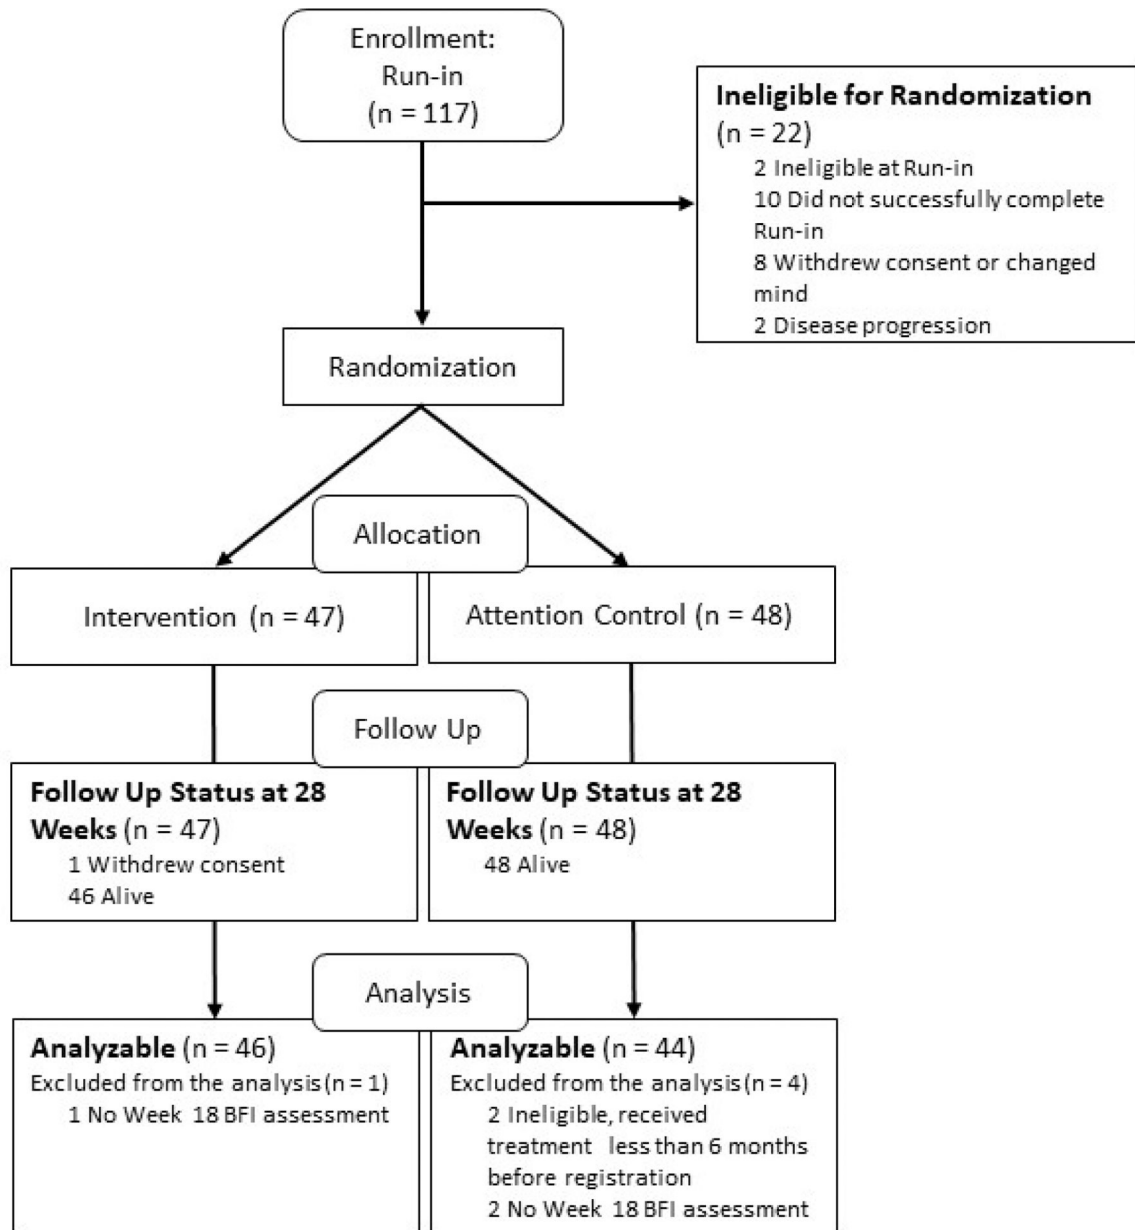 Enrollment:
Run-in
(n = 117)
Ineligible for Randomization
(n = 22)
2 Ineligible at Run-in
10 Did not successfully complete
Run-in
8 Withdrew consent or changed
mind
2 Disease progression
Randomization
Allocation
Intervention (n = 47)
Attention Control (n = 48)
Follow Up
Follow Up Status at 28
Weeks (n = 47)
1 Withdrew consent
46 Alive
Follow Up Status at 28
Weeks (n = 48)
48 Alive
Analysis
Analyzable (n = 46)
Excluded from the analysis (n = 1)
1 No Week 18 BFI assessment
Analyzable (n = 44)
Excluded from the analysis (n = 4)
2 Ineligible, received
treatment less than 6 months
before registration
2 No Week 18 BFI assessment